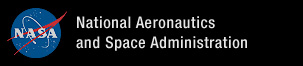 NASA
National Aeronautics
and Space Administration